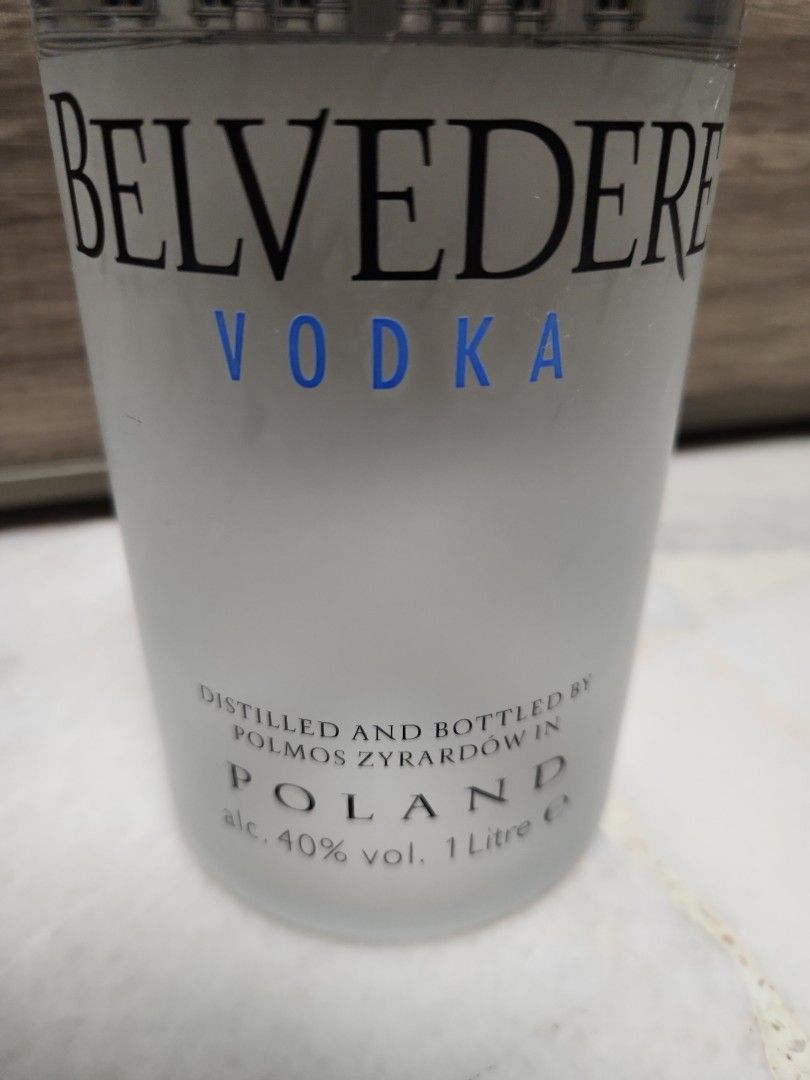 BELVEDERE
VODKA
DISTILLED AND BOTTLED BY
POLMOS ZYRARDÓW IN
POLAND
alc. 40% vol. 1 Litre ℮